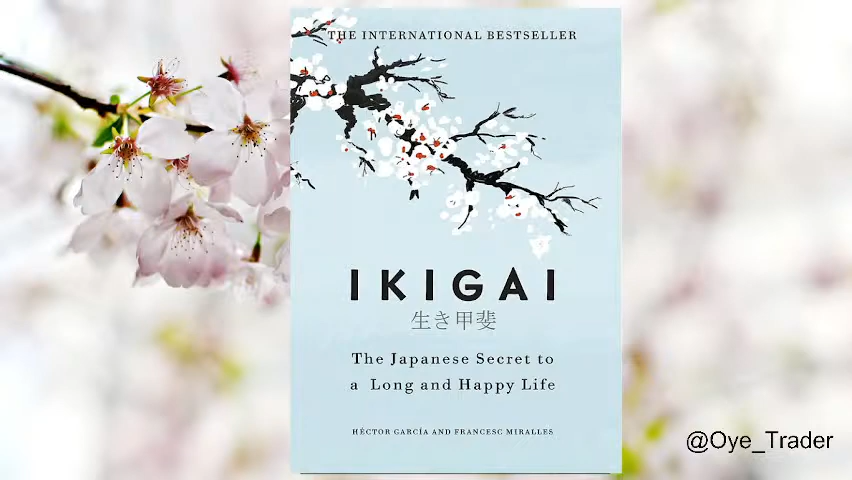 THE INTERNATIONAL BESTSELLER
IKIGAI
生き甲斐
The Japanese Secret to
a Long and Happy Life
HÉCTOR GARCÍA AND FRANCESC MIRALLES
@Oye_Trader